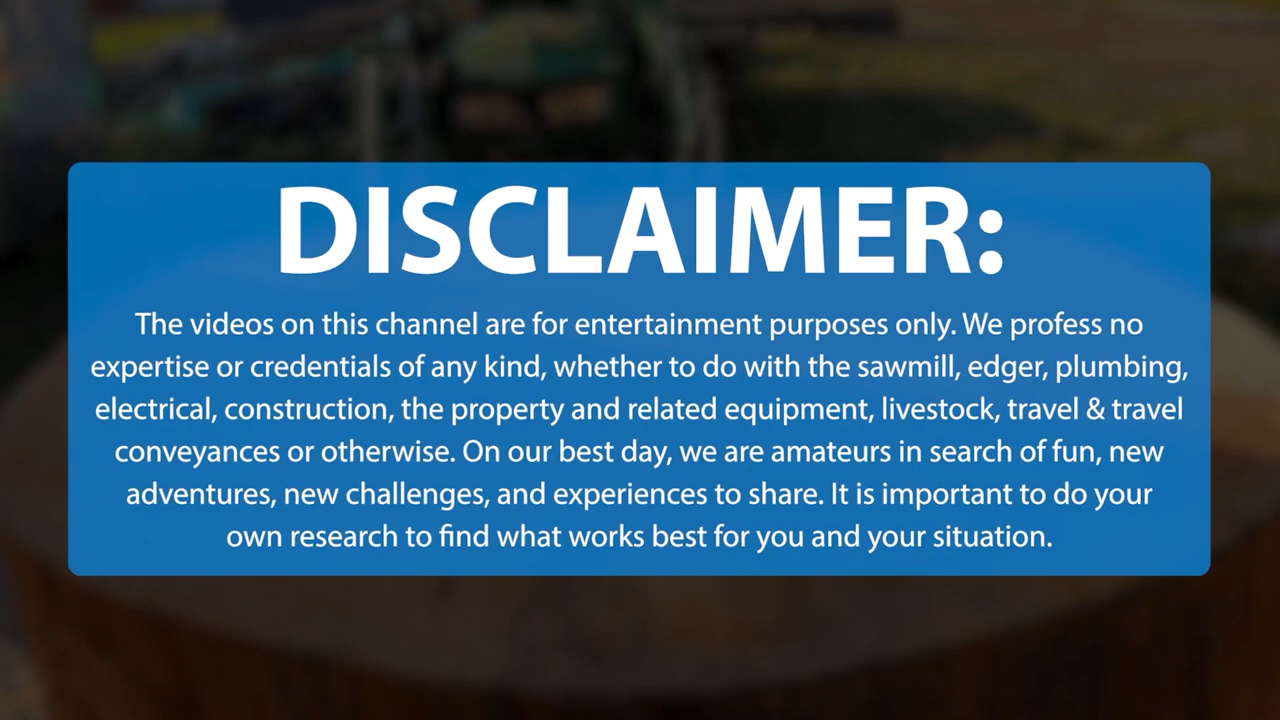 DISCLAIMER:
The videos on this channel are for entertainment purposes only. We profess no
expertise or credentials of any kind, whether to do with the sawmill, edger, plumbing,
electrical, construction, the property and related equipment, livestock, travel & travel
conveyances or otherwise. On our best day, we are amateurs in search of fun, new
adventures, new challenges, and experiences to share. It is important to do your
own research to find what works best for you and your situation.